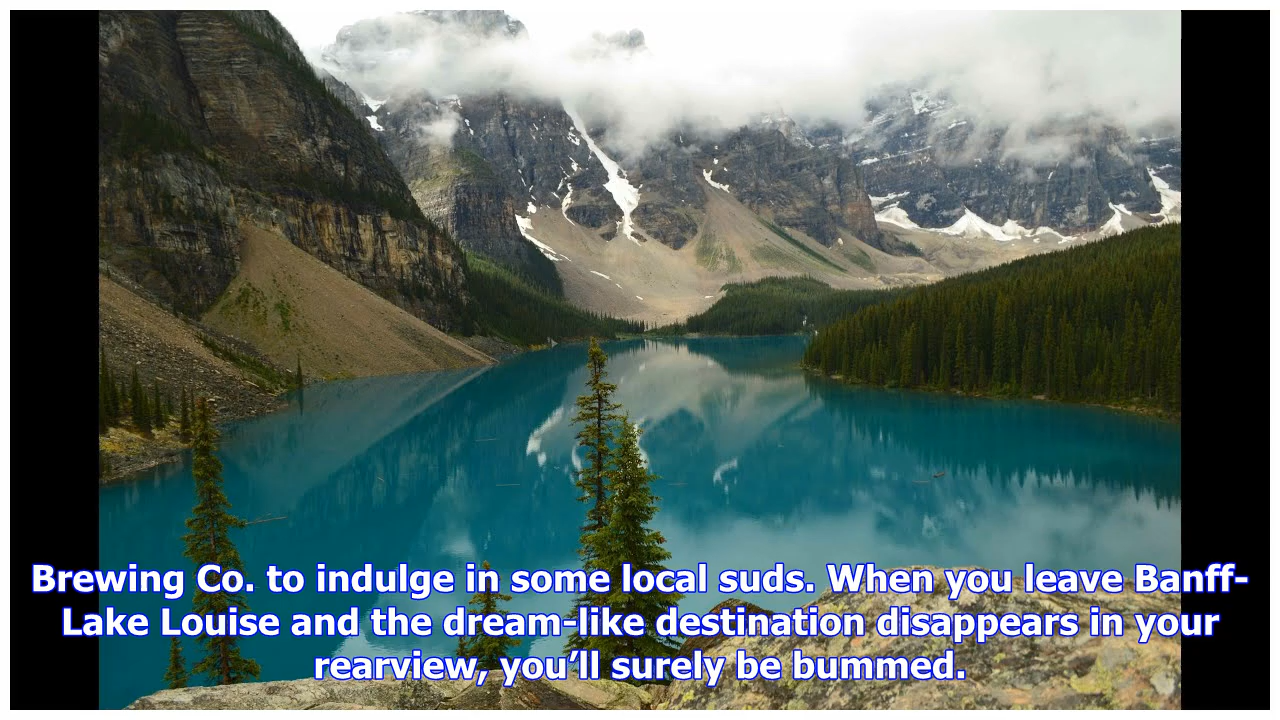 Brewing Co. to indulge in some local suds. When you leave Banff-
Lake Louise and the dream-like destination disappears in your
rearview, you’ll surely be bummed.